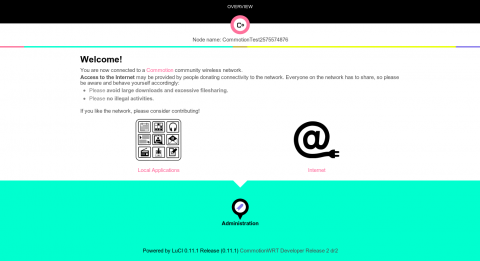 OVERVIEW
C•
Node name: CommotionTest2575574876
Welcome!
You are now connected to a Commotion community wireless network.
Access to the Internet may be provided by people donating connectivity to the network. Everyone on the network has to share, so please
be aware and behave yourself accordingly:
• Please avoid large downloads and excessive filesharing.
• Please no illegal activities.
If you like the network, please consider contributing!
@
Local Applications
Internet
Administration
Powered by LuCI 0.11.1 Release (0.11.1) CommotionWRT Developer Release 2 dr2